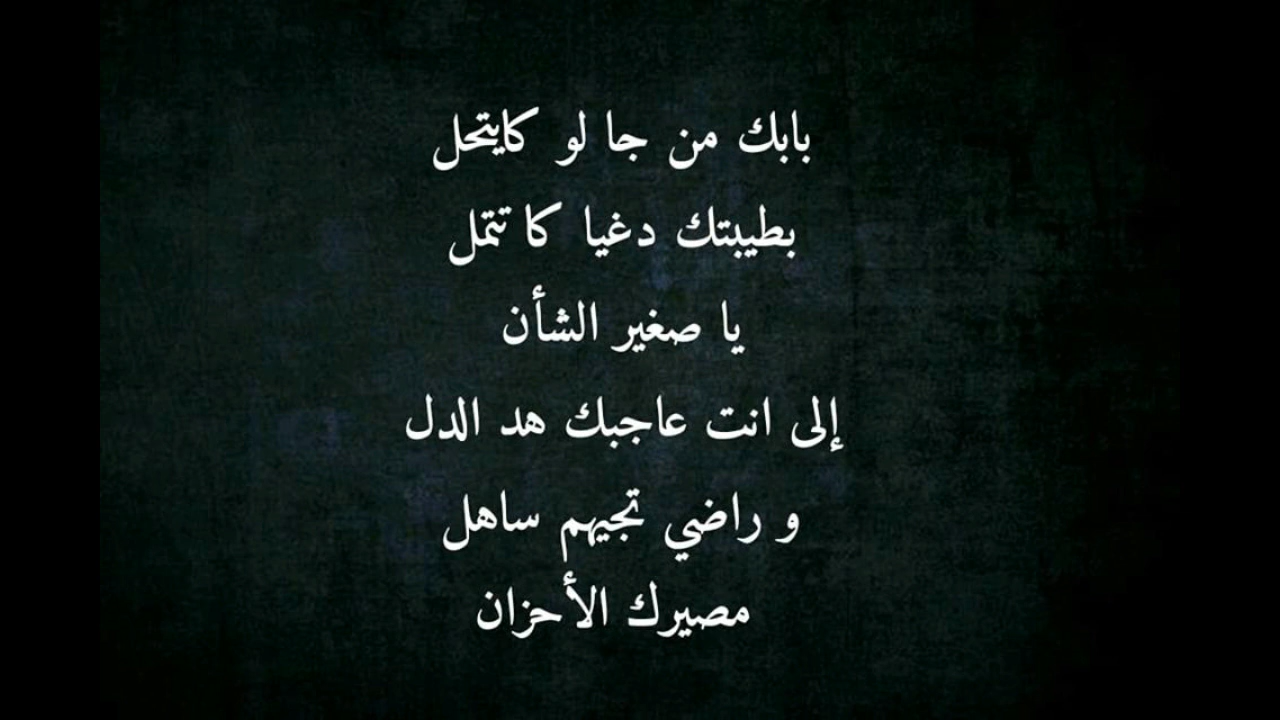 بابك من جا لو كايتحل
بطيبتك دغيا كا تتمل
يا صغير الشأن
إلى انت عاجبك هد الدل
و راضي تجيهم ساهل
مصيرك الأحزان